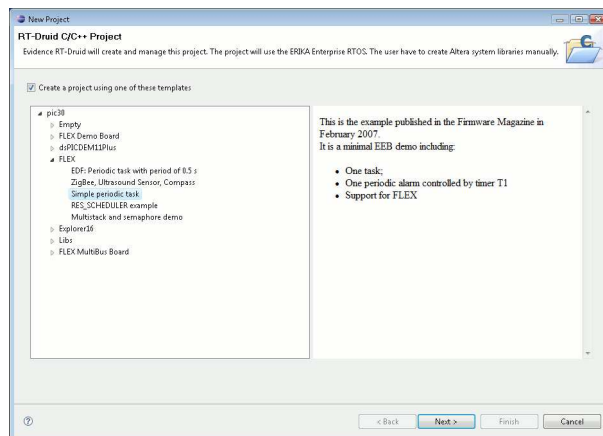 New Project
RT-Druid C/C++ Project
Evidence RT-Druid will create and manage this project. The project will use the ERIKA Enterprise RTOS. The user have to create Altera system libraries manually.
Create a project using one of these templates
pic30
Empty
FLEX Demo Board
dsPICDEM11Plus
FLEX
EDF: Periodic task with period of 0.5 s
ZigBee, Ultrasound Sensor, Compass
Simple periodic task
RES_SCHEDULER example
Multistack and semaphore demo
Explorer16
Libs
FLEX MultiBus Board
This is the example published in the Firmware Magazine in
February 2007.
It is a minimal EEB demo including:
• One task;
• One periodic alarm controlled by timer T1
• Support for FLEX
?
< Back
Next >
Finish
Cancel